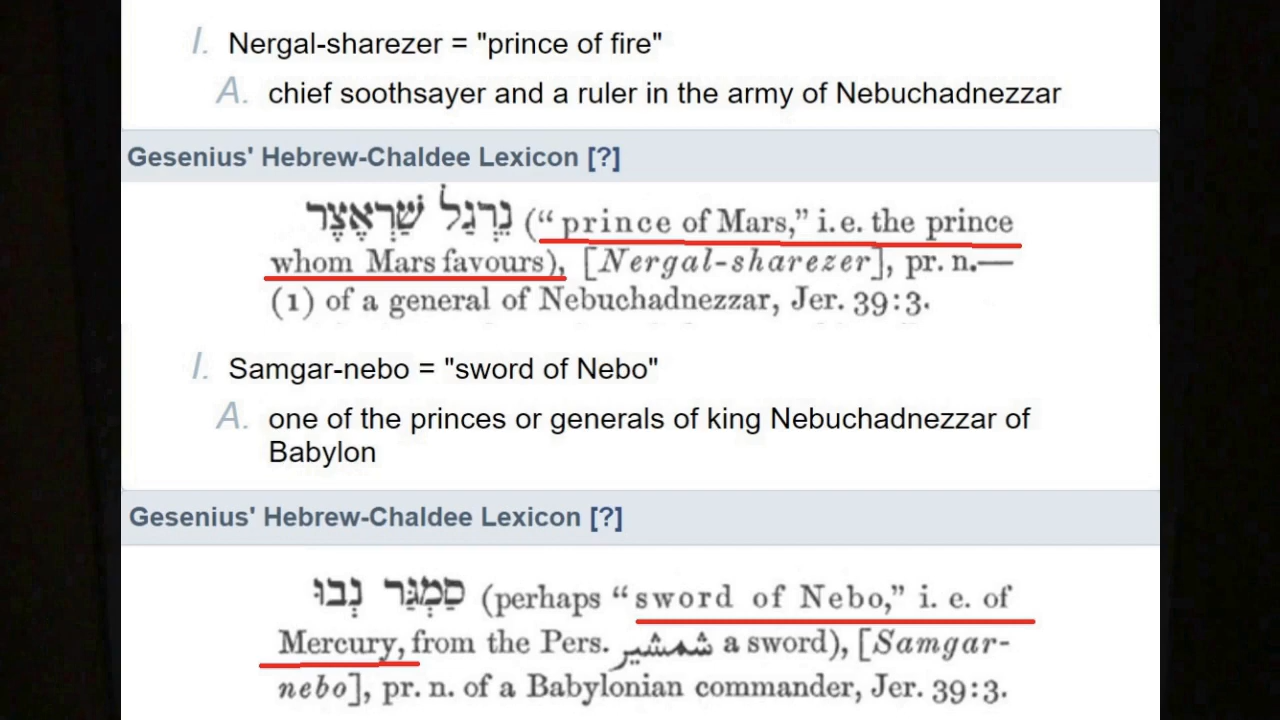 I. Nergal-sharezer = "prince of fire"
A. chief soothsayer and a ruler in the army of Nebuchadnezzar
Gesenius' Hebrew-Chaldee Lexicon [?]
נֵרְגַל שַׁרְאֶצֶר (“prince of Mars,” i.e. the prince
whom Mars favours), [Nergal-sharezer], pr. n.—
(1) of a general of Nebuchadnezzar, Jer. 39:3.
I. Samgar-nebo = "sword of Nebo"
A. one of the princes or generals of king Nebuchadnezzar of
Babylon
Gesenius' Hebrew-Chaldee Lexicon [?]
סַמְגַּר נְבוּ (perhaps “sword of Nebo,” i. e. of
Mercury, from the Pers. شمشير a sword), [Samgar-
nebo], pr. n. of a Babylonian commander, Jer. 39:3.